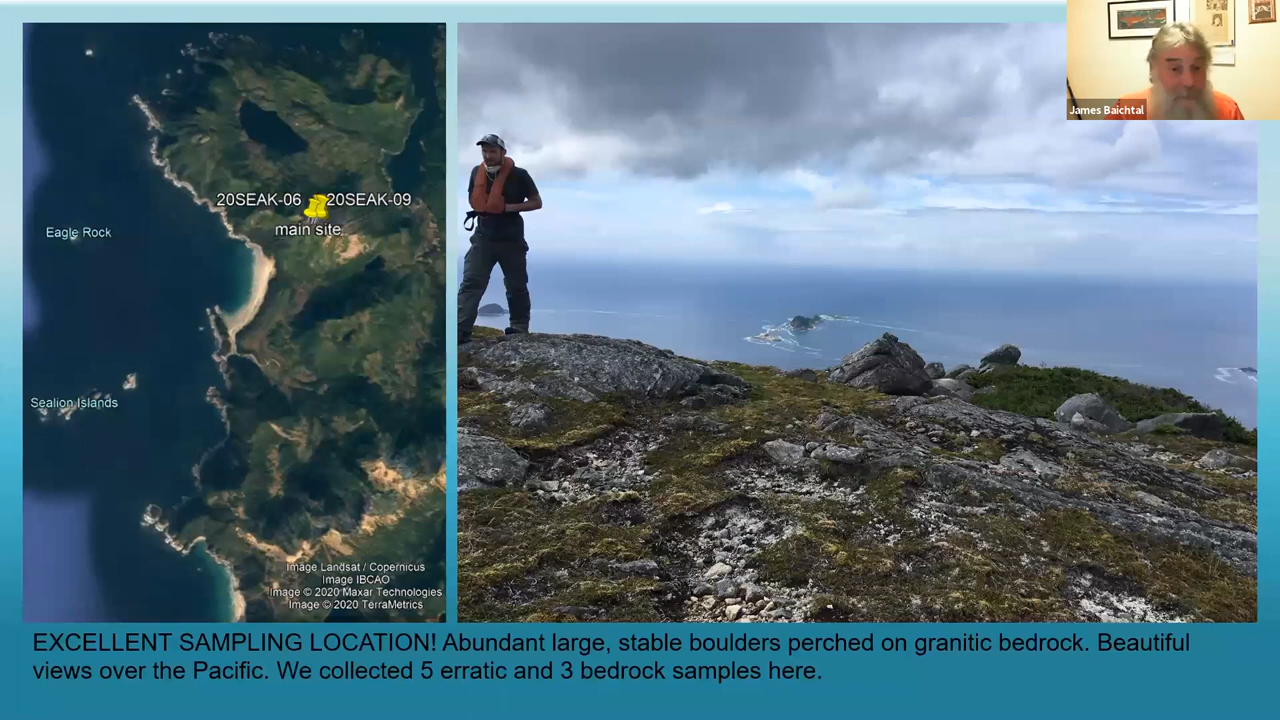 James Baichtal
20SEAK-06
20SEAK-09
main site
Eagle Rock
Sealion Islands
Image Landsat / Copernicus
Image IBCAO
Image © 2020 Maxar Technologies
Image © 2020 TerraMetrics
EXCELLENT SAMPLING LOCATION! Abundant large, stable boulders perched on granitic bedrock. Beautiful
views over the Pacific. We collected 5 erratic and 3 bedrock samples here.